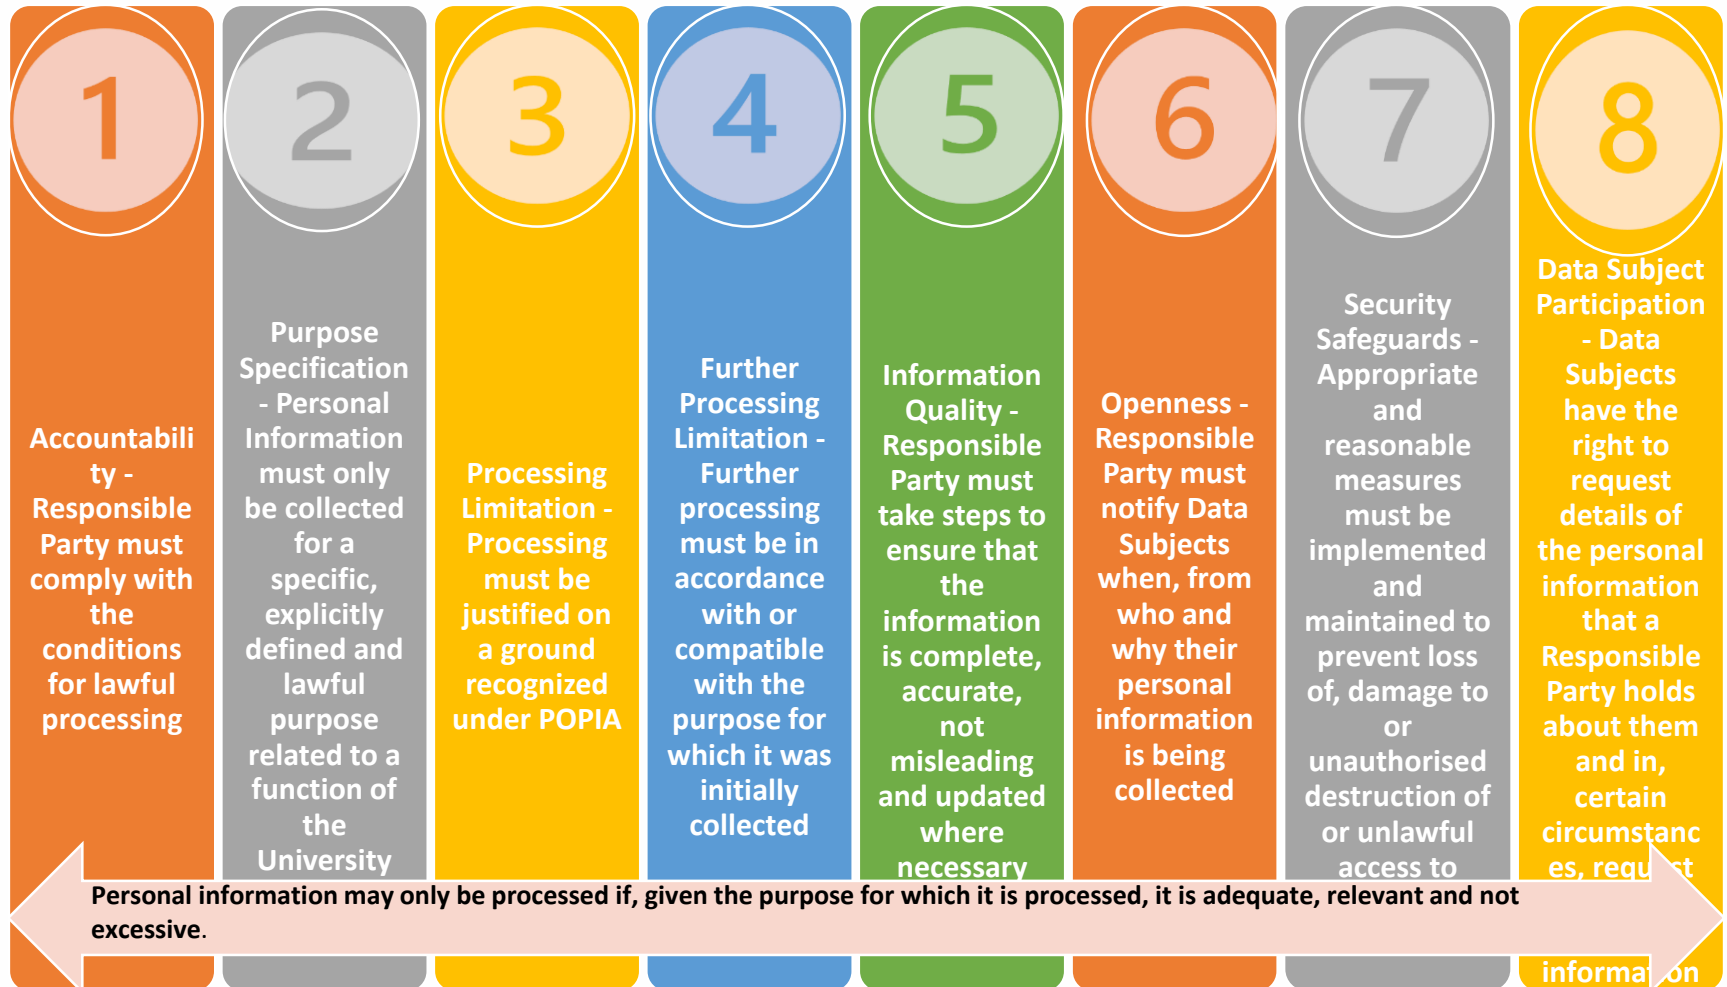 1
Accountabili
ty -
Responsible
Party must
comply with
the
conditions
for lawful
processing
2
Purpose
Specification
- Personal
Information
must only
be collected
for a
specific,
explicitly
defined and
lawful
purpose
related to a
function of
the
University
3
Processing
Limitation -
Processing
must be
justified on
a ground
recognized
under POPIA
4
Further
Processing
Limitation -
Further
processing
must be in
accordance
with or
compatible
with the
purpose for
which it was
initially
collected
5
Information
Quality -
Responsible
Party must
take steps to
ensure that
the
information
is complete,
accurate,
not
misleading
and updated
where
necessary
6
Openness -
Responsible
Party must
notify Data
Subjects
when, from
who and
why their
personal
information
is being
collected
7
Security
Safeguards -
Appropriate
and
reasonable
measures
must be
implemented
and
maintained to
prevent loss
of, damage to
or
unauthorised
destruction of
or unlawful
access to
8
Data Subject
Participation
- Data
Subjects
have the
right to
request
details of
the personal
information
that a
Responsible
Party holds
about them
and in,
certain
circumstanc
es, request
information
Personal information may only be processed if, given the purpose for which it is processed, it is adequate, relevant and not
excessive.